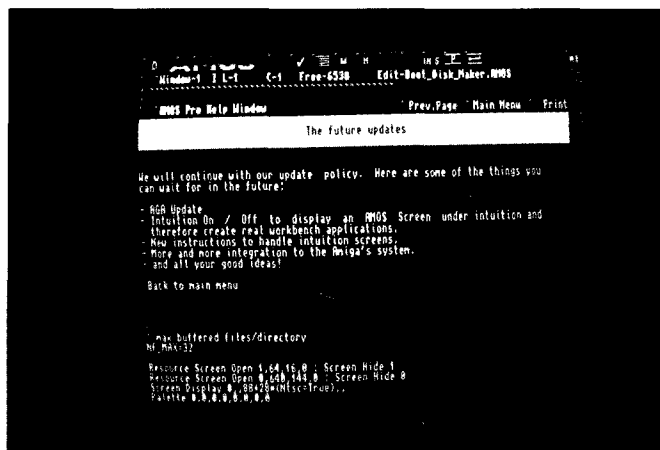 AMOS
Window-1 I L-1 C-1 Free-6538 Edit-Boot_Disk_Maker.AMOS
AMOS Pro Help Window Prev.Page Main Menu Print
The future updates
We will continue with our update policy. Here are some of the things you
can wait for in the future:
- AGA Update
- Intuition On / Off to display an AMOS Screen under intuition and
therefore create real workbench applications.
- New instructions to handle intuition screens.
- More and more integration to the Amiga's system.
- and all your good ideas!
Back to main menu
' max buffered files/directory
NF_MAX=32
Resource Screen Open 1,64,16,0 : Screen Hide 1
Resource Screen Open 0,640,144,0 : Screen Hide 0
Screen Display 0,,88+20*(Ntsc=True),,
Palette 0,0,0,0,0,0,0,0